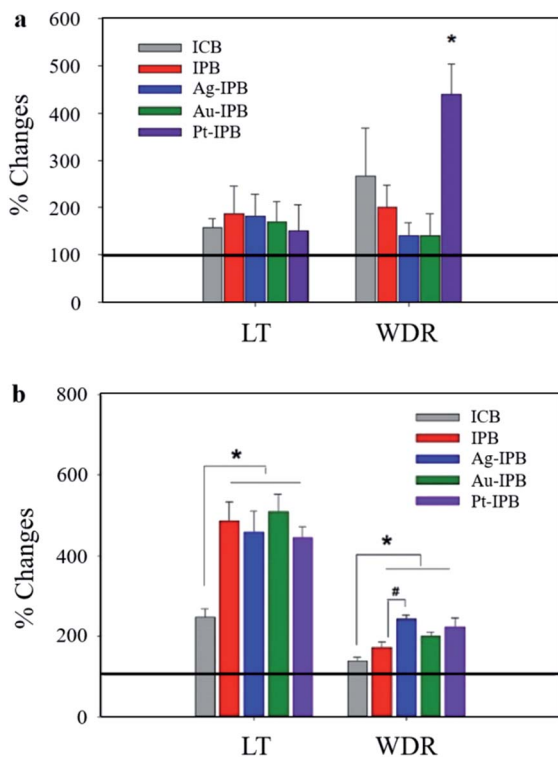 a
600
500
400
300
200
100
0
% Changes
ICB
IPB
Ag-IPB
Au-IPB
Pt-IPB
*
LT
WDR
b
800
600
400
200
0
% Changes
ICB
IPB
Ag-IPB
Au-IPB
Pt-IPB
*
*
#
LT
WDR